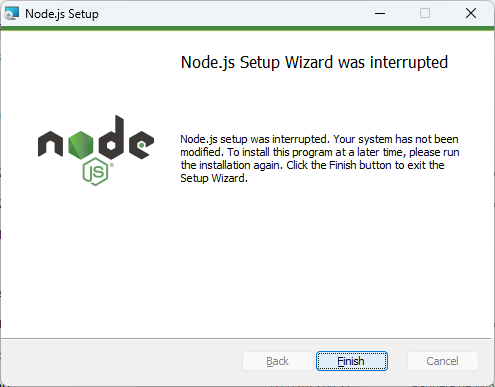 Node.js Setup
Node.js Setup Wizard was interrupted
node
JS
®
Node.js setup was interrupted. Your system has not been
modified. To install this program at a later time, please run
the installation again. Click the Finish button to exit the
Setup Wizard.
Back
Finish
Cancel